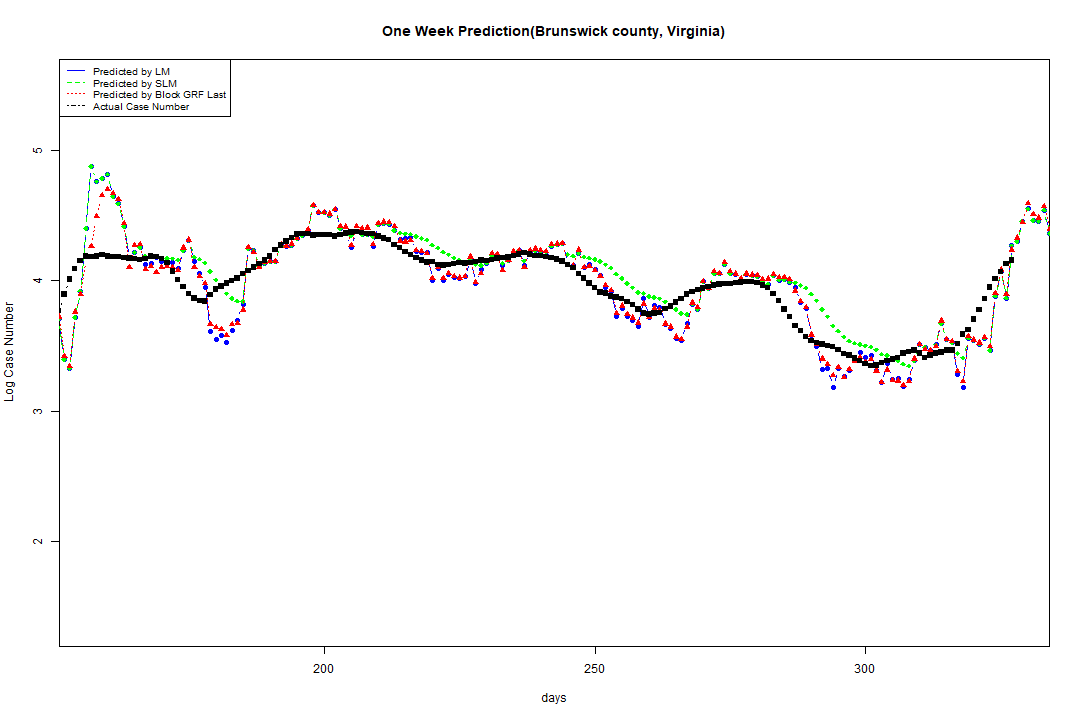 One Week Prediction(Brunswick county, Virginia)
Predicted by LM
Predicted by SLM
Predicted by Block GRF Last
Actual Case Number
5
4
3
2
Log Case Number
200
250
300
days